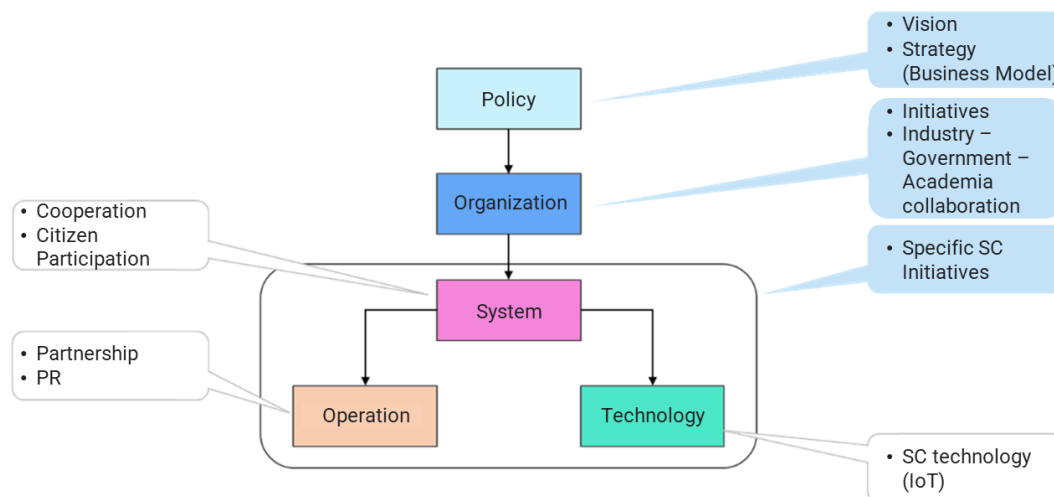 • Vision
• Strategy
(Business Model)
Policy
• Initiatives
• Industry –
Government –
Academia
collaboration
Organization
• Cooperation
• Citizen
Participation
• Specific SC
Initiatives
System
• Partnership
• PR
Operation
Technology
• SC technology
(IoT)